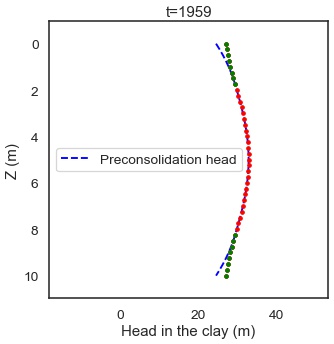 t=1959
0
2
4
6
8
10
Z (m)
Preconsolidation head
0
20
40
Head in the clay (m)